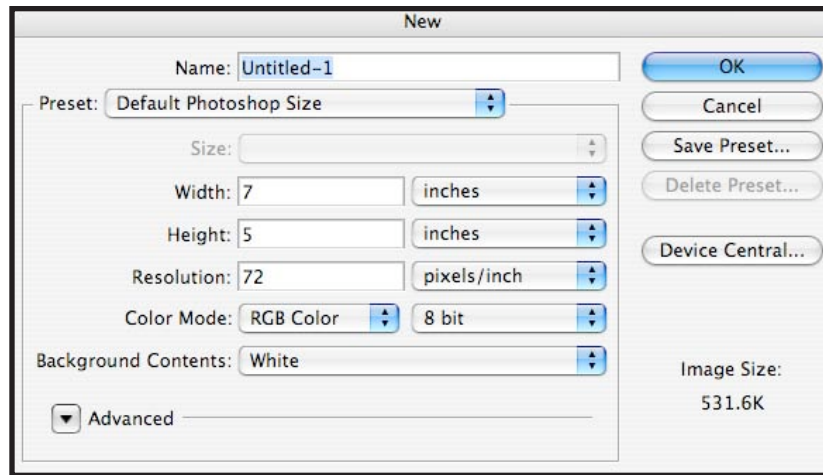 New
Name: Untitled-1
OK
Preset: Default Photoshop Size
Cancel
Size:
Save Preset...
Width: 7 inches
Delete Preset...
Height: 5 inches
Device Central...
Resolution: 72 pixels/inch
Color Mode: RGB Color 8 bit
Background Contents: White
Image Size:
531.6K
Advanced